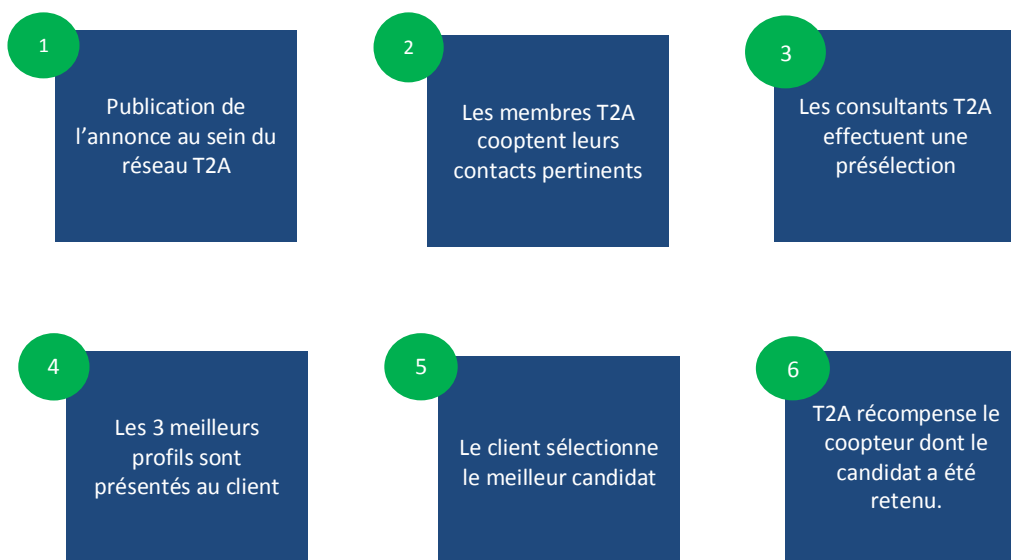 1
Publication de
l’annonce au sein du
réseau T2A
2
Les membres T2A
cooptent leurs
contacts pertinents
3
Les consultants T2A
effectuent une
présélection
4
Les 3 meilleurs
profils sont
présentés au client
5
Le client sélectionne
le meilleur candidat
6
T2A récompense le
coopteur dont le
candidat a été
retenu.